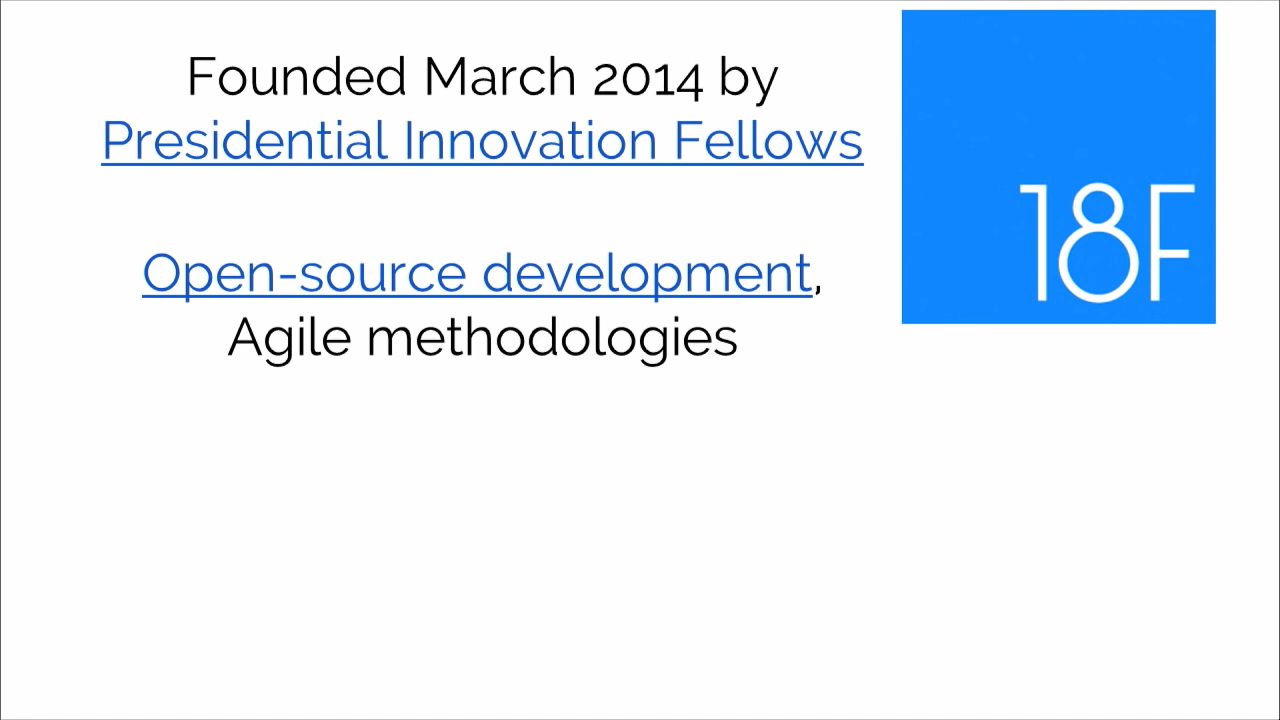 Founded March 2014 by
Presidential Innovation Fellows
Open-source development,
Agile methodologies
18F